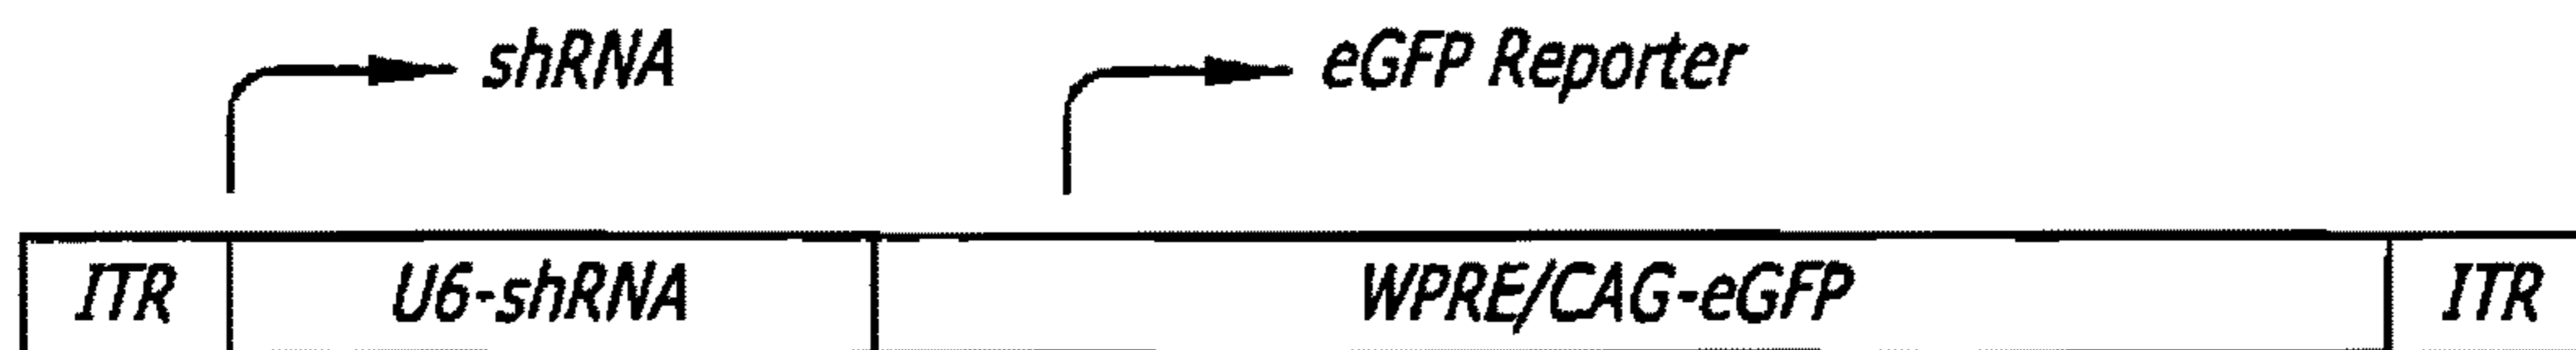 shRNA eGFP Reporter
ITR U6-shRNA WPRE/CAG-eGFP ITR